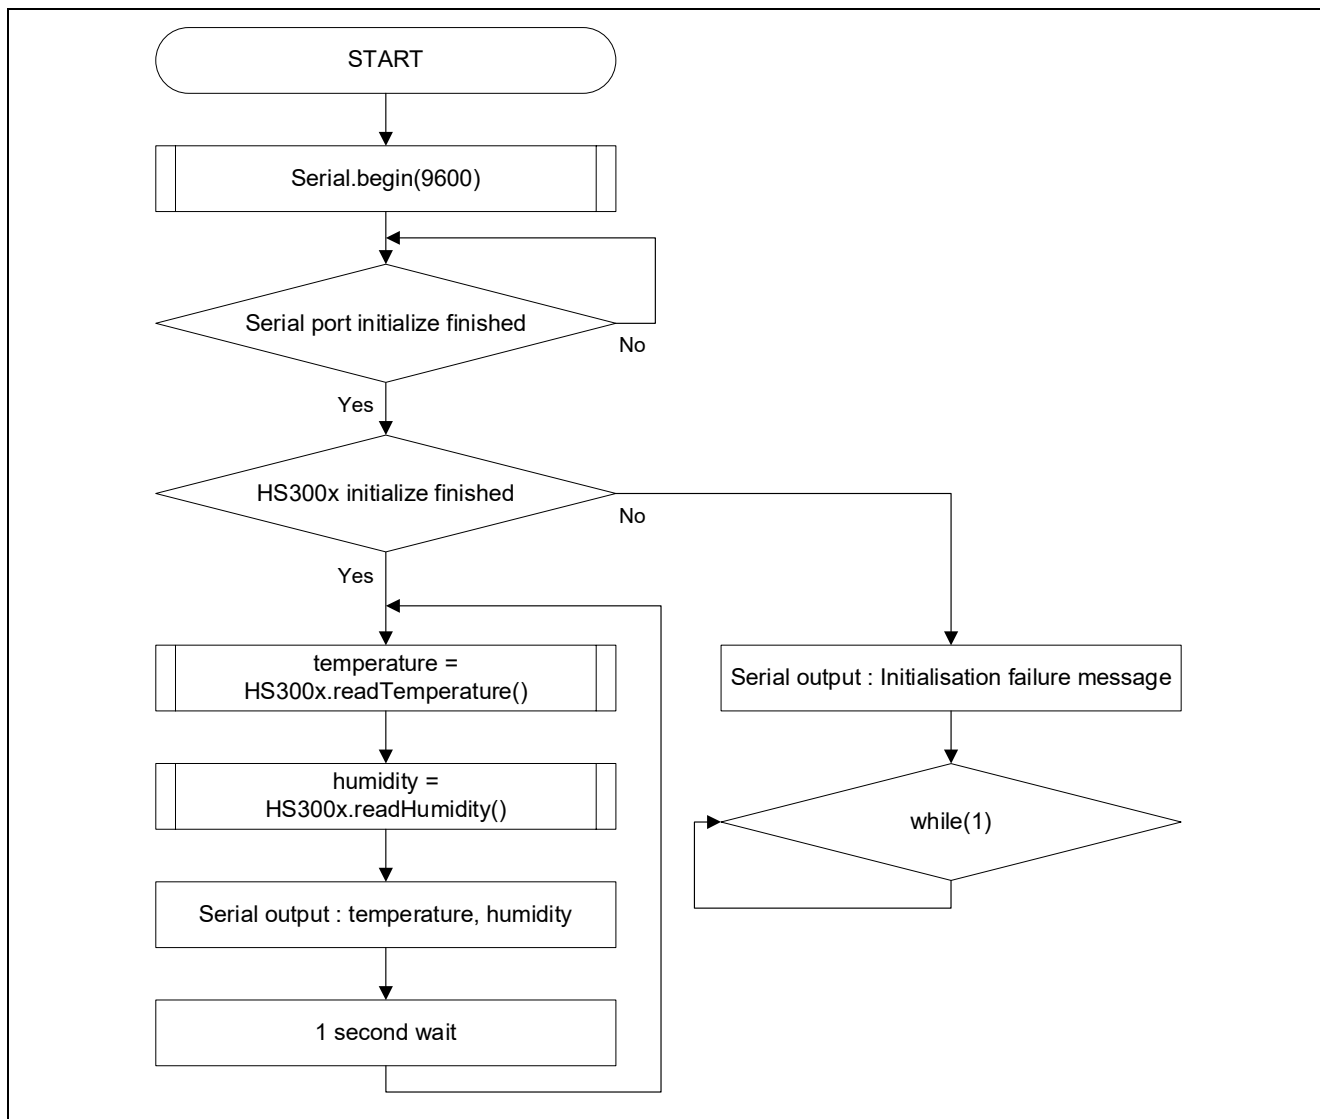 START
Serial.begin(9600)
Serial port initialize finished
No
Yes
HS300x initialize finished
No
Yes
temperature =
HS300x.readTemperature()
humidity =
HS300x.readHumidity()
Serial output : temperature, humidity
1 second wait
Serial output : Initialisation failure message
while(1)